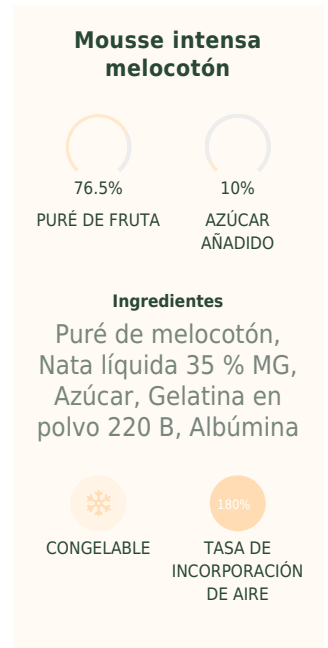 Mousse intensa
melocotón
76.5%
PURÉ DE FRUTA
10%
AZÚCAR
AÑADIDO
Ingredientes
Puré de melocotón,
Nata líquida 35 % MG,
Azúcar, Gelatina en
polvo 220 B, Albúmina
CONGELABLE
180%
TASA DE
INCORPORACIÓN
DE AIRE